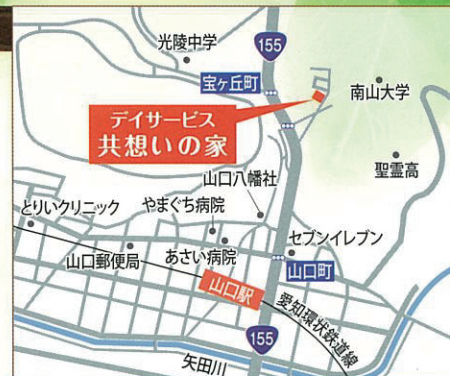 光陵中学
155
宝ヶ丘町
南山大学
デイサービス
共想いの家
聖霊高
山口八幡社
とりいクリニック
やまぐち病院
セブンイレブン
山口郵便局
あさい病院
山口町
山口駅
愛知環状鉄道線
155
矢田川